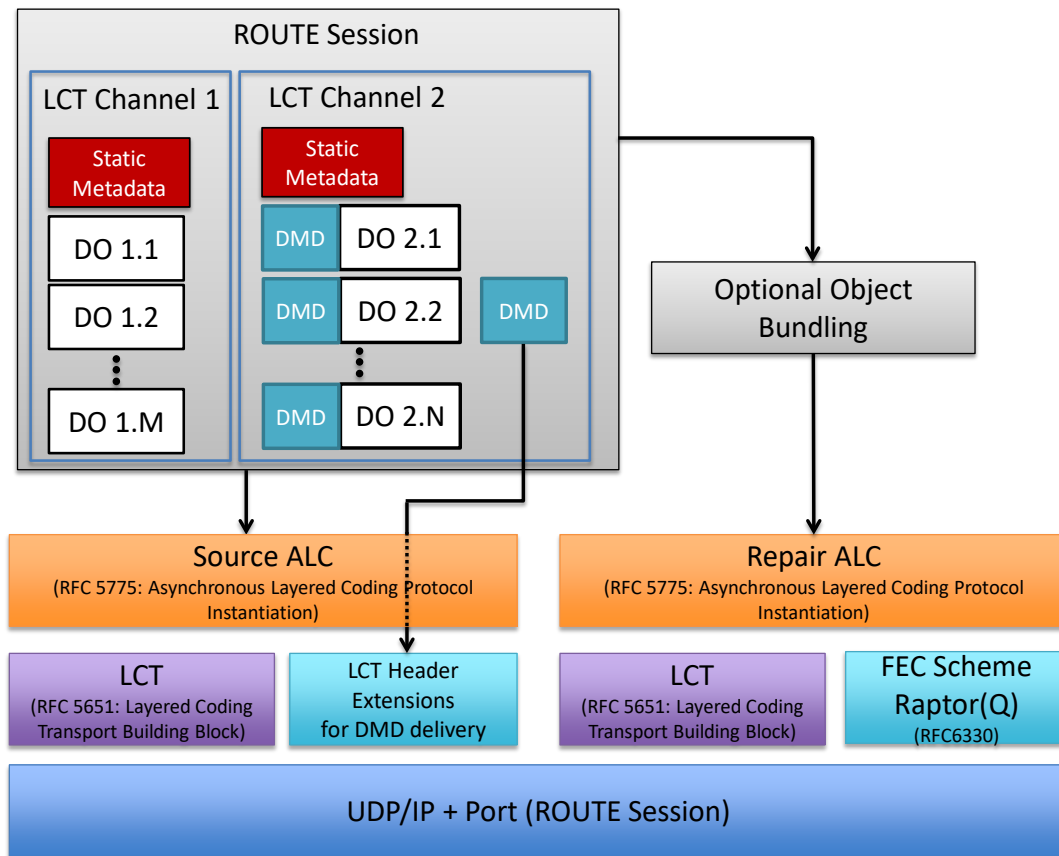 ROUTE Session
LCT Channel 1
Static
Metadata
DO 1.1
DO 1.2
DO 1.M
LCT Channel 2
Static
Metadata
DMD
DO 2.1
DMD
DO 2.2
DMD
DMD
DO 2.N
Optional Object
Bundling
Source ALC
(RFC 5775: Asynchronous Layered Coding Protocol
Instantiation)
Repair ALC
(RFC 5775: Asynchronous Layered Coding Protocol
Instantiation)
LCT
(RFC 5651: Layered Coding
Transport Building Block)
LCT Header
Extensions
for DMD delivery
LCT
(RFC 5651: Layered Coding
Transport Building Block)
FEC Scheme
Raptor(Q)
(RFC6330)
UDP/IP + Port (ROUTE Session)